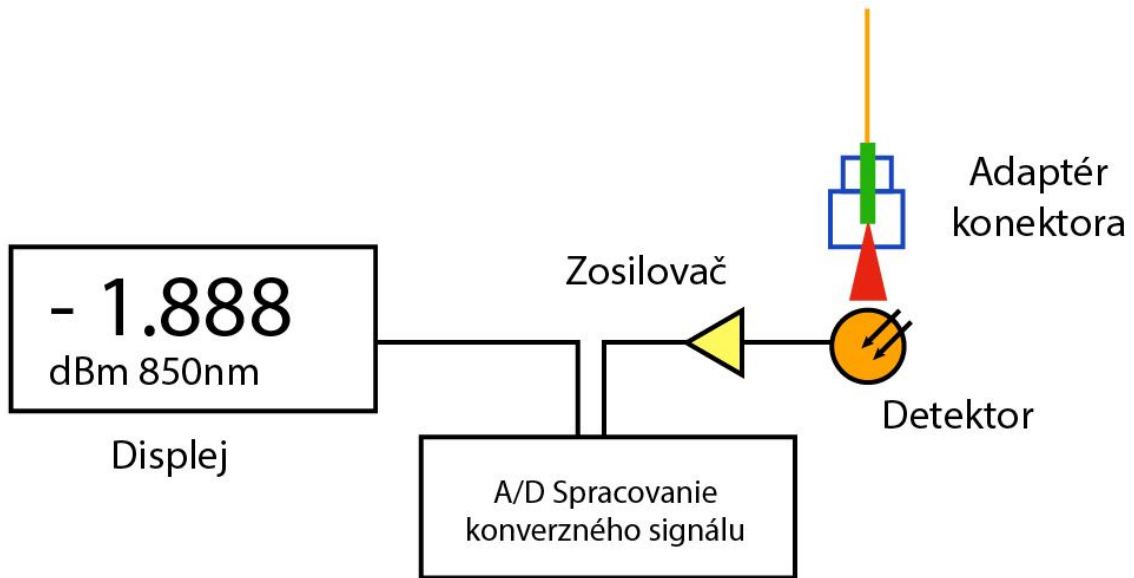 Adaptér
konektora
Zosilovač
- 1.888
dBm 850nm
Detektor
Displej
A/D Spracovanie
konverzného signálu